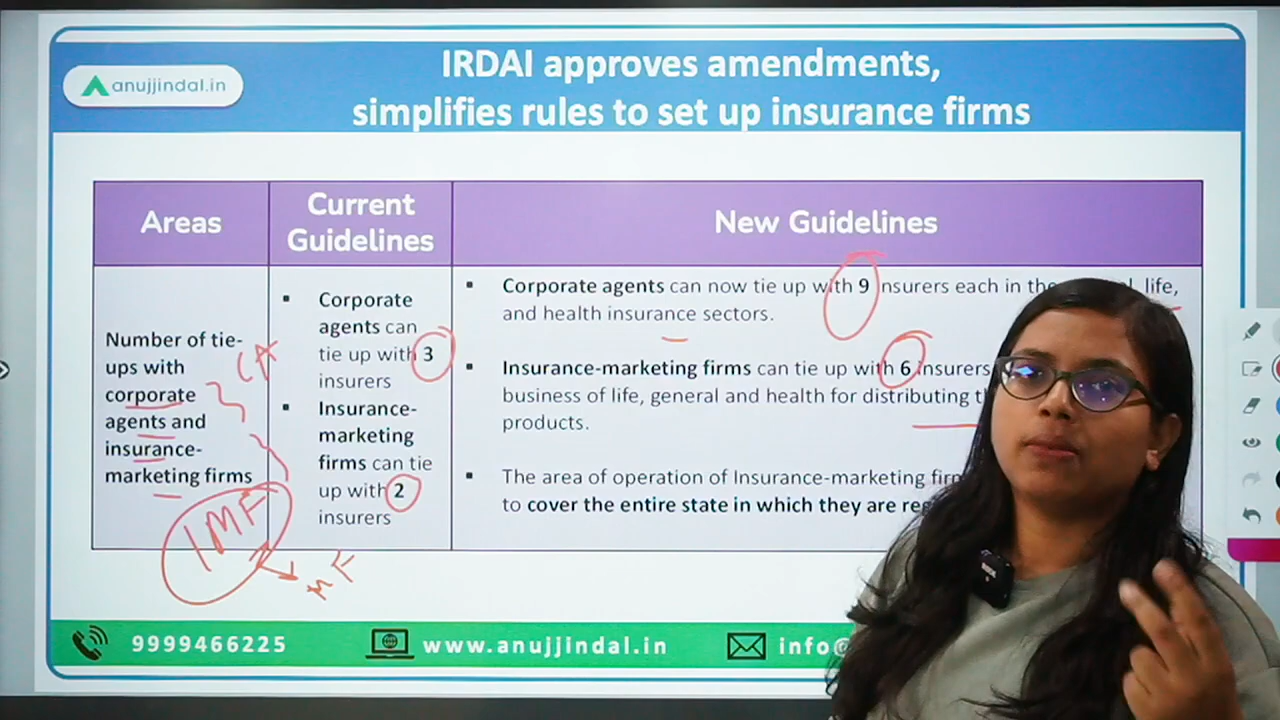 IRDAI approves amendments,
simplifies rules to set up insurance firms
anujjindal.in
Areas
Current
Guidelines
New Guidelines
Number of tie-
ups with
corporate
agents and
insurance-
marketing firms
CA
IMF
MF
▪ Corporate
agents can
tie up with 3
insurers
▪ Insurance-
marketing
firms can tie
up with 2
insurers
▪ Corporate agents can now tie up with 9 insurers each in the life,
and health insurance sectors.
▪ Insurance-marketing firms can tie up with 6 insurers
business of life, general and health for distributing
products.
▪ The area of operation of Insurance-marketing
to cover the entire state in which they are
9999466225
www.anujjindal.in
info@